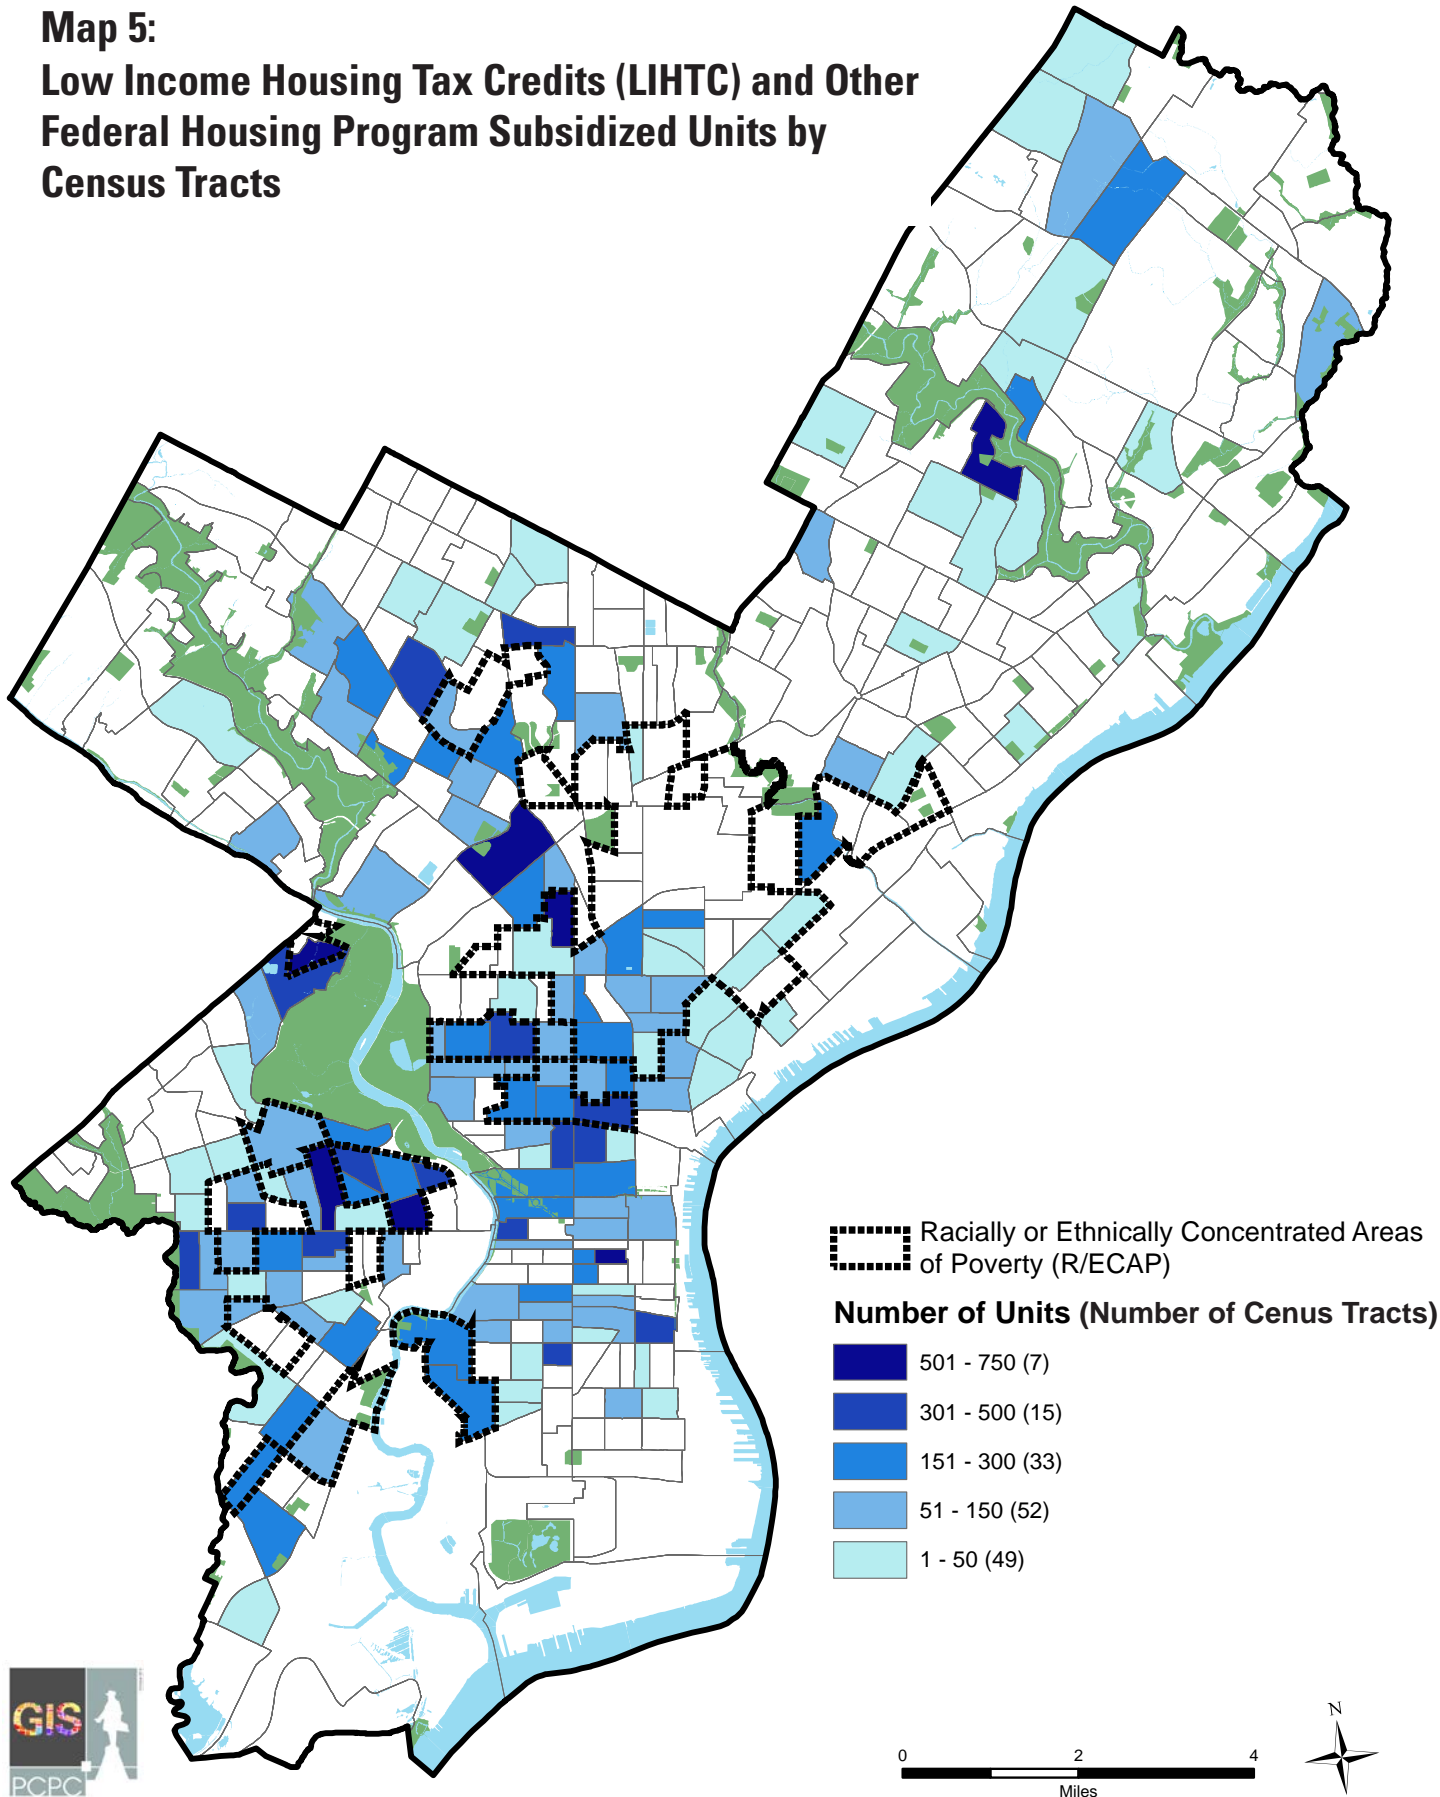 Map 5:
Low Income Housing Tax Credits (LIHTC) and Other
Federal Housing Program Subsidized Units by
Census Tracts
Racially or Ethnically Concentrated Areas
of Poverty (R/ECAP)
Number of Units (Number of Cenus Tracts)
501 - 750 (7)
301 - 500 (15)
151 - 300 (33)
51 - 150 (52)
1 - 50 (49)
GIS
PCPC
N
0 2 4
Miles